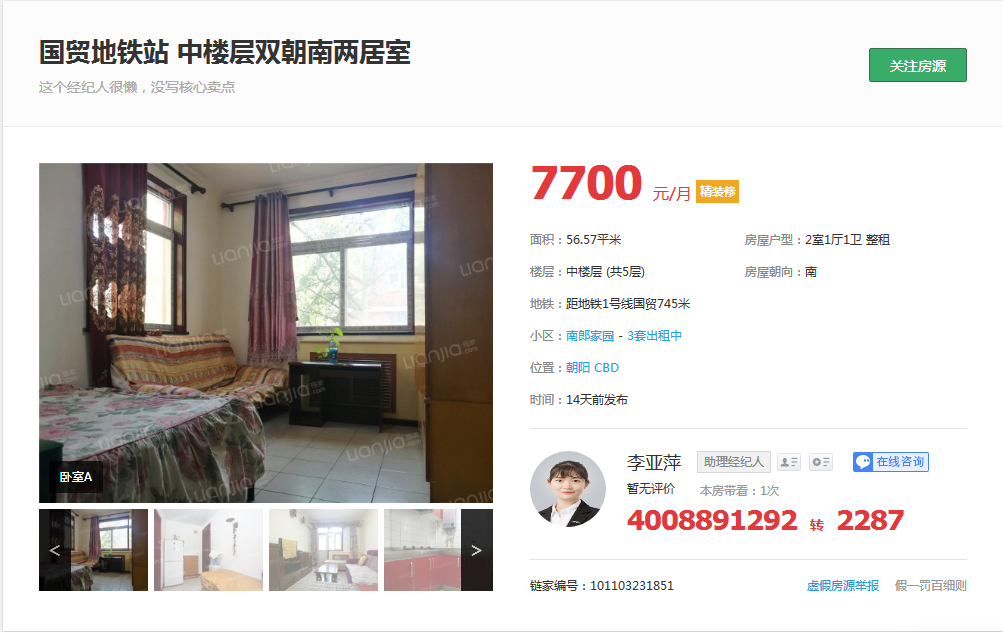 国贸地铁站 中楼层双朝南两居室
这个经纪人很懒，没写核心卖点
关注房源
卧室A
<
>
7700 元/月 精装修
面积：56.57平米 房屋户型：2室1厅1卫 整租
楼层：中楼层 (共5层) 房屋朝向：南
地铁：距地铁1号线国贸745米
小区：南郎家园 - 3套出租中
位置：朝阳 CBD
时间：14天前发布
李亚萍 助理经纪人 在线咨询
暂无评价 本房带看：1次
4008891292 转 2287
链家编号：101103231851 虚假房源举报 假一罚百细则
lianjia.com